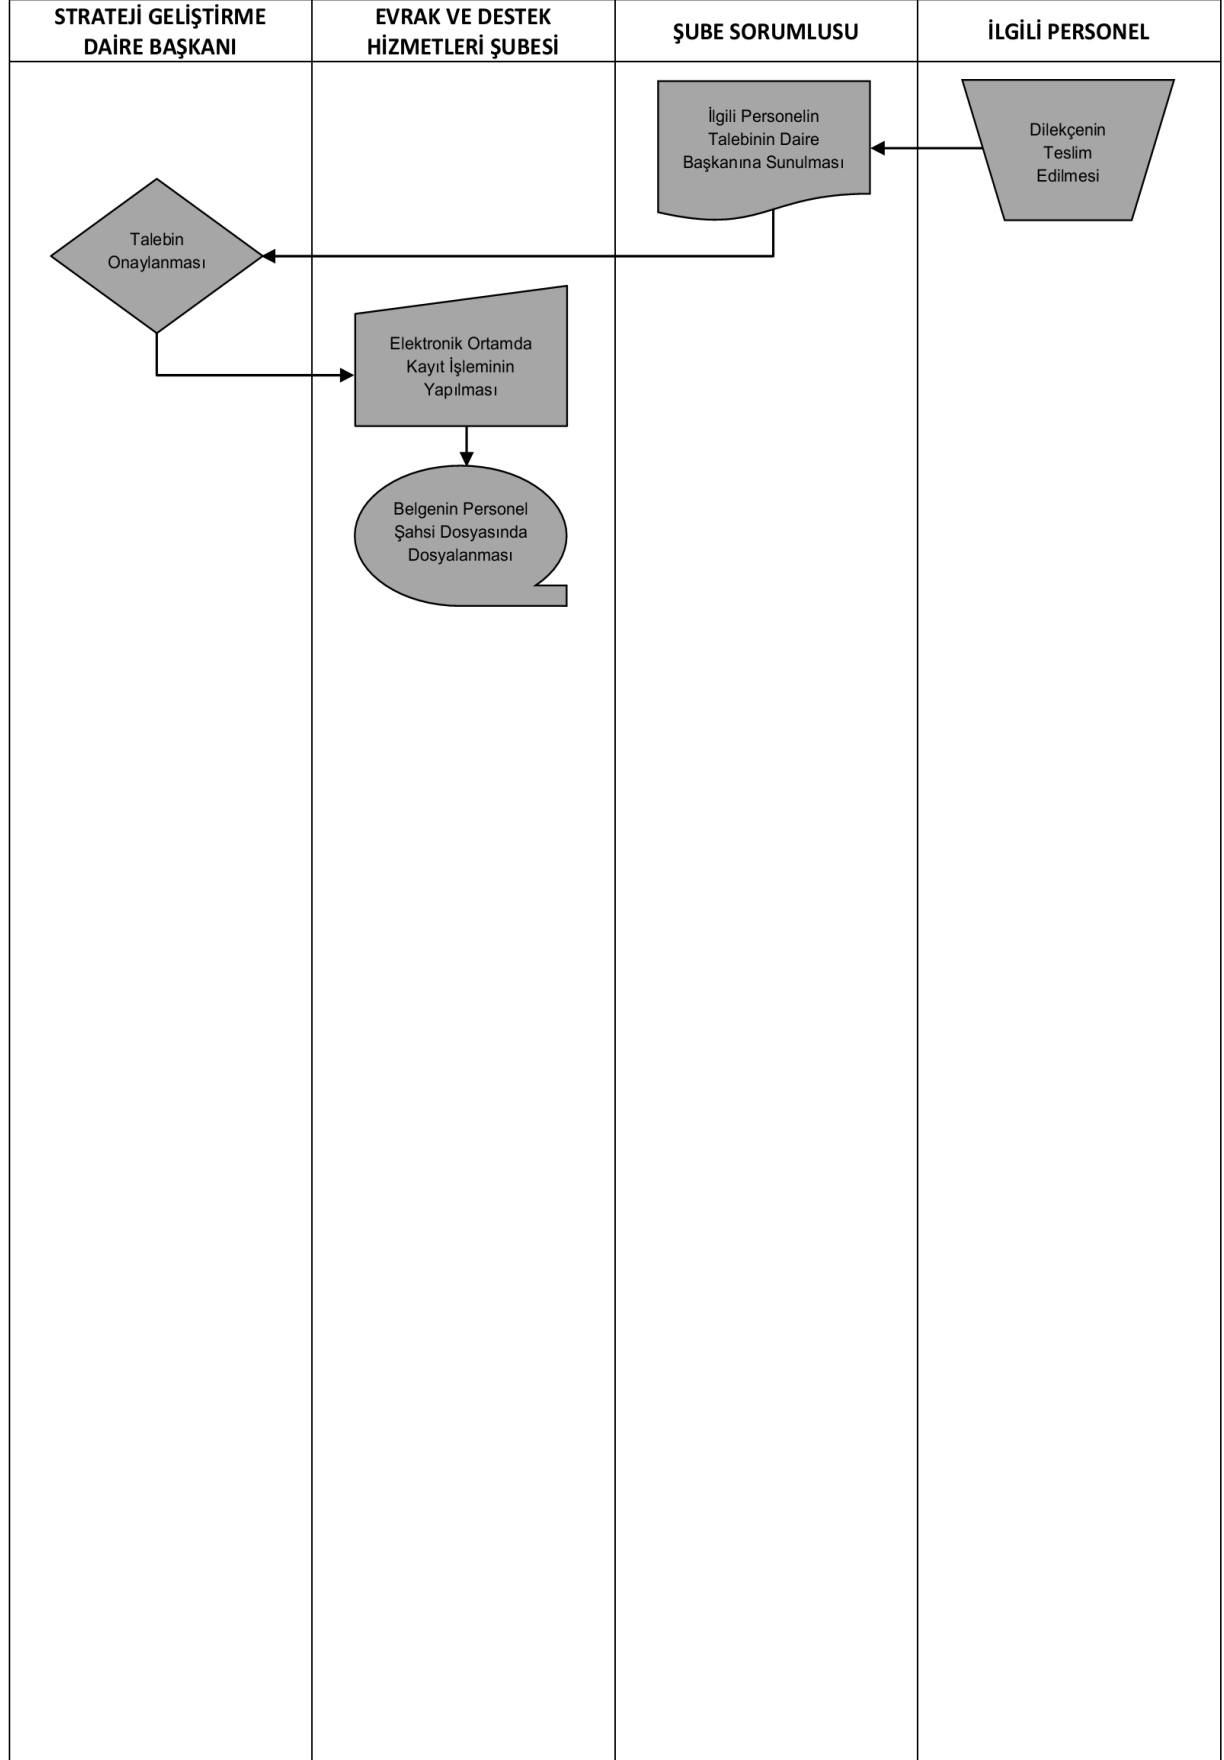 STRATEJİ GELİŞTİRME
DAİRE BAŞKANI
EVRAK VE DESTEK
HİZMETLERİ ŞUBESİ
ŞUBE SORUMLUSU
İLGİLİ PERSONEL
İlgili Personelin
Talebinin Daire
Başkanına Sunulması
Dilekçenin
Teslim
Edilmesi
Talebin
Onaylanması
Elektronik Ortamda
Kayıt İşleminin
Yapılması
Belgenin Personel
Şahsi Dosyasında
Dosyalanması